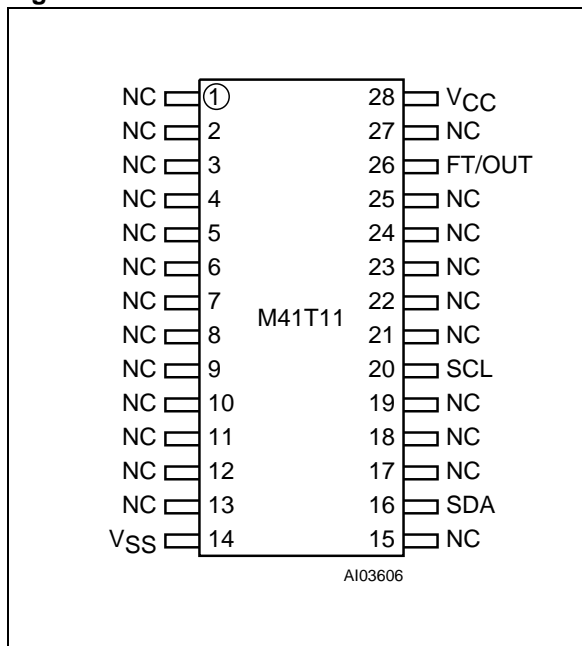 NC 1 28 VCC
NC 2 27 NC
NC 3 26 FT/OUT
NC 4 25 NC
NC 5 24 NC
NC 6 23 NC
NC 7 22 NC
M41T11
NC 8 21 NC
NC 9 20 SCL
NC 10 19 NC
NC 11 18 NC
NC 12 17 NC
NC 13 16 SDA
VSS 14 15 NC
AI03606